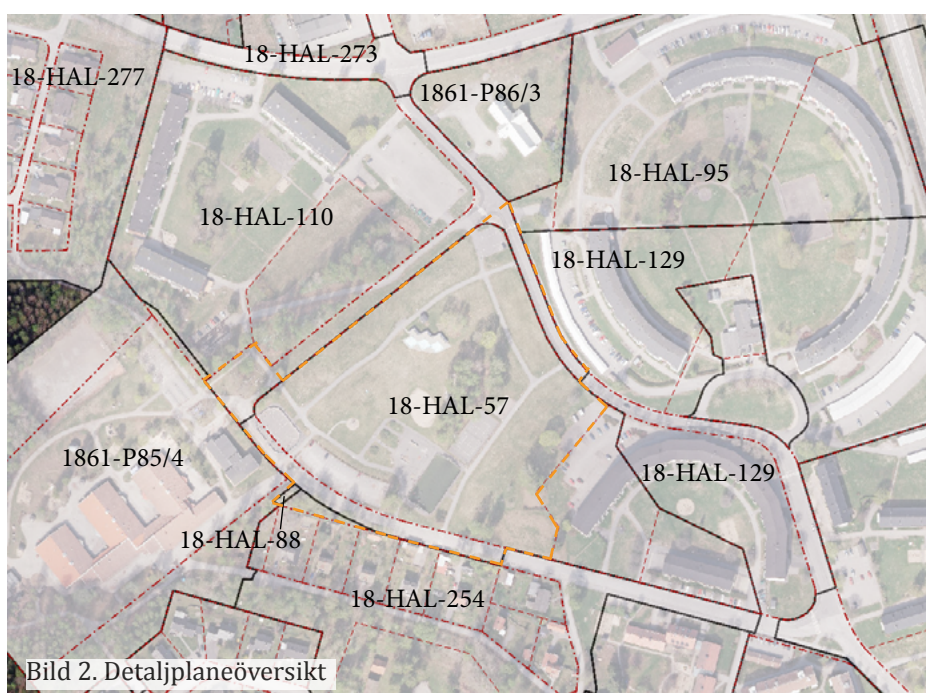 18-HAL-273
18-HAL-277
1861-P86/3
18-HAL-95
18-HAL-110
18-HAL-129
18-HAL-57
1861-P85/4
18-HAL-129
18-HAL-88
18-HAL-254
Bild 2. Detaljplaneöversikt